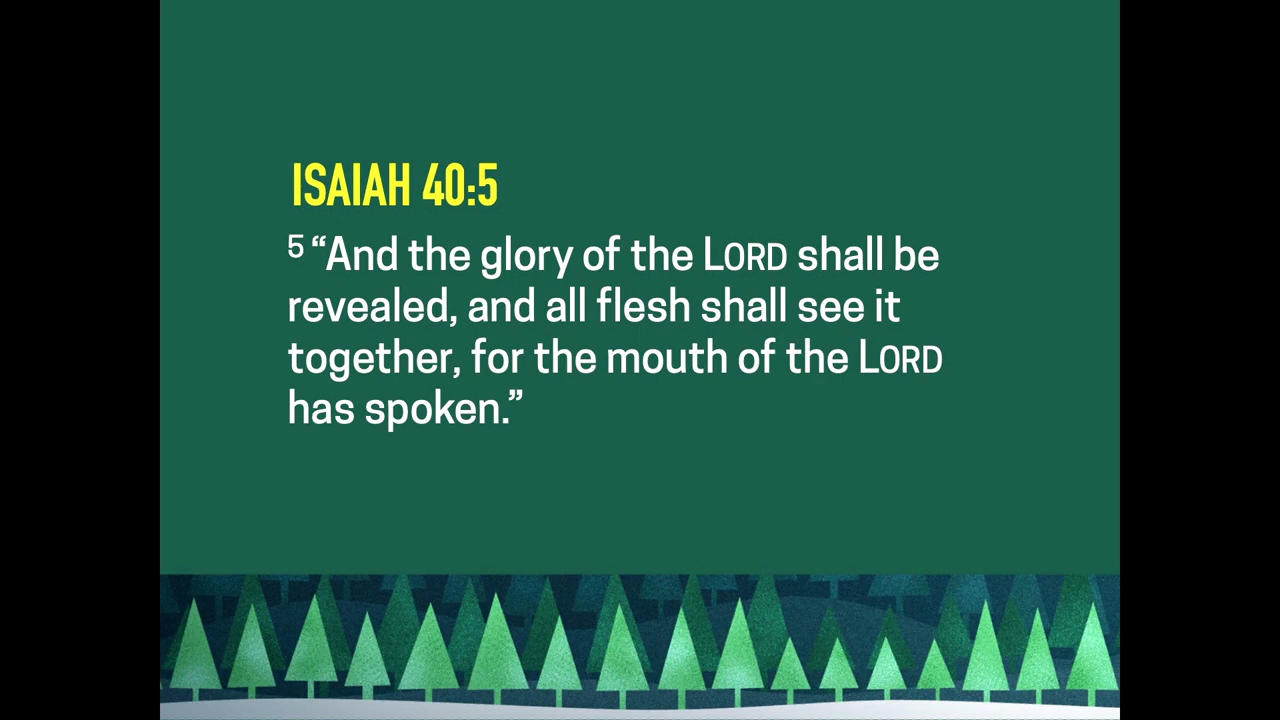 ISAIAH 40:5
5 “And the glory of the LORD shall be
revealed, and all flesh shall see it
together, for the mouth of the LORD
has spoken.”